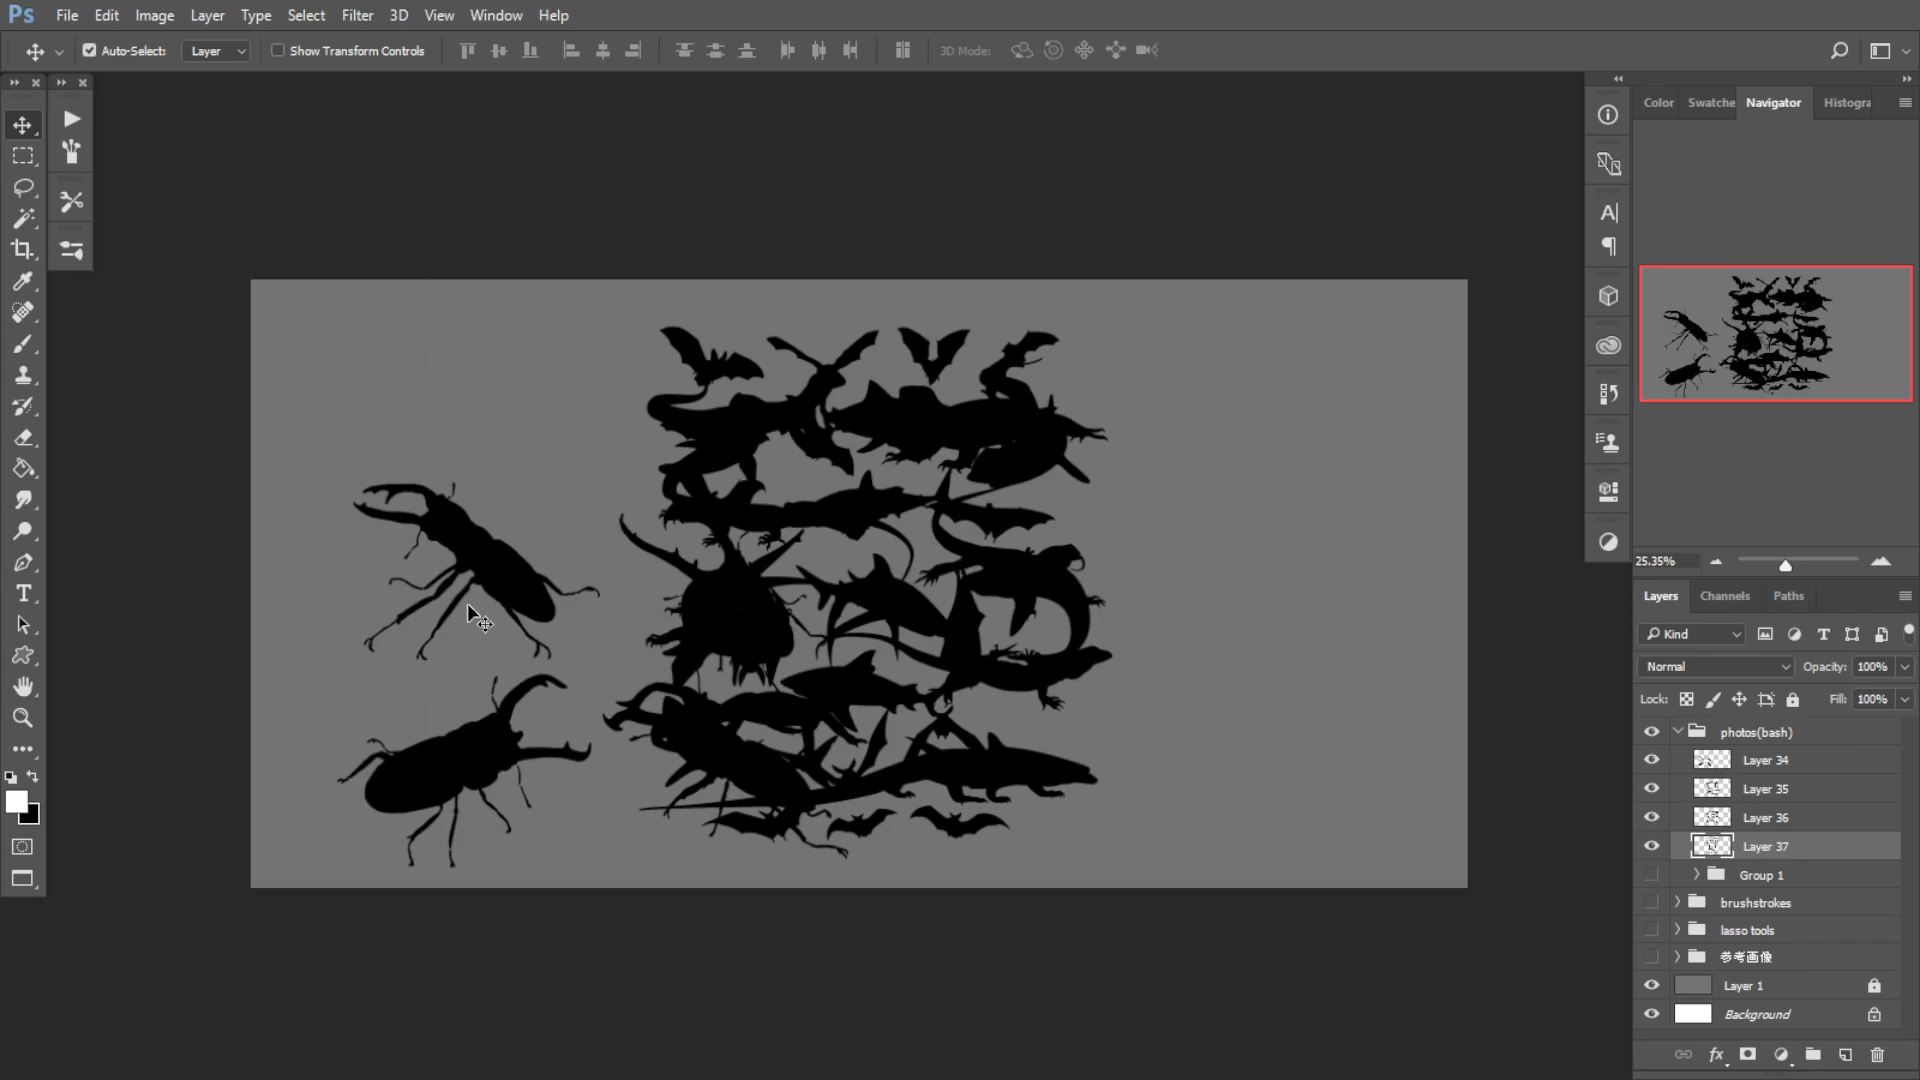 Ps File Edit Image Layer Type Select Filter 3D View Window Help
Auto-Select: Layer Show Transform Controls 3D Mode:
Color Swatche Navigator Histogra
25.35%
Layers Channels Paths
Kind
Normal Opacity: 100%
Lock: Fill: 100%
photos(bash)
Layer 34
Layer 35
Layer 36
Layer 37
Group 1
brushstrokes
lasso tools
参考画像
Layer 1
Background